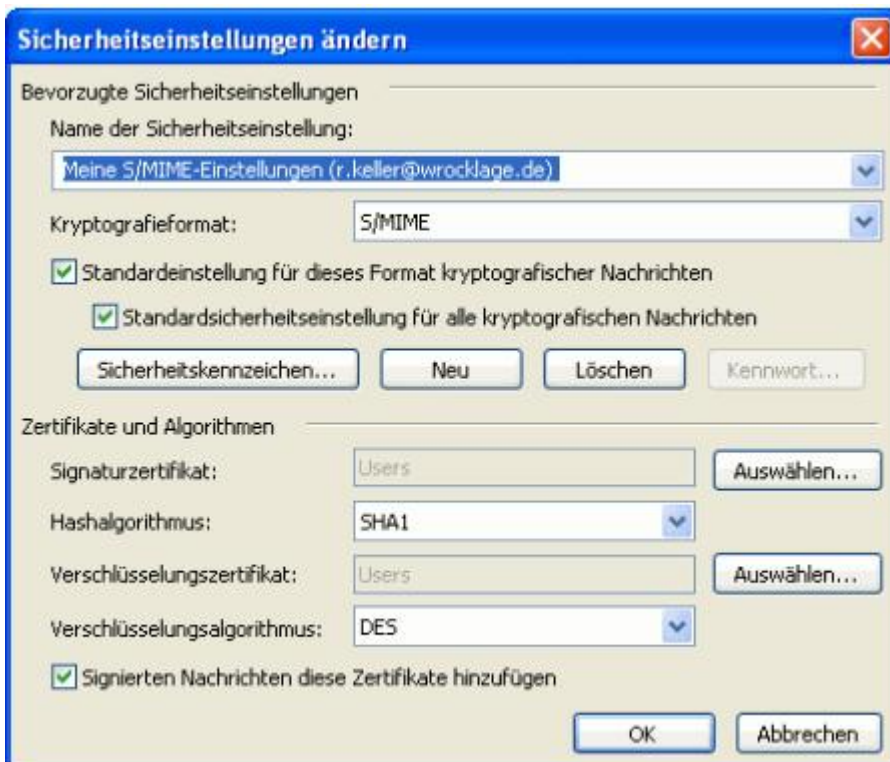 Sicherheitseinstellungen ändern
Bevorzugte Sicherheitseinstellungen
Name der Sicherheitseinstellung:
Meine S/MIME-Einstellungen (r.keller@wrocklage.de)
Kryptografieformat: S/MIME
Standardeinstellung für dieses Format kryptografischer Nachrichten
Standardsicherheitseinstellung für alle kryptografischen Nachrichten
Sicherheitskennzeichen... Neu Löschen Kennwort...
Zertifikate und Algorithmen
Signaturzertifikat: Users Auswählen...
Hashalgorithmus: SHA1
Verschlüsselungszertifikat: Users Auswählen...
Verschlüsselungsalgorithmus: DES
Signierten Nachrichten diese Zertifikate hinzufügen
OK Abbrechen